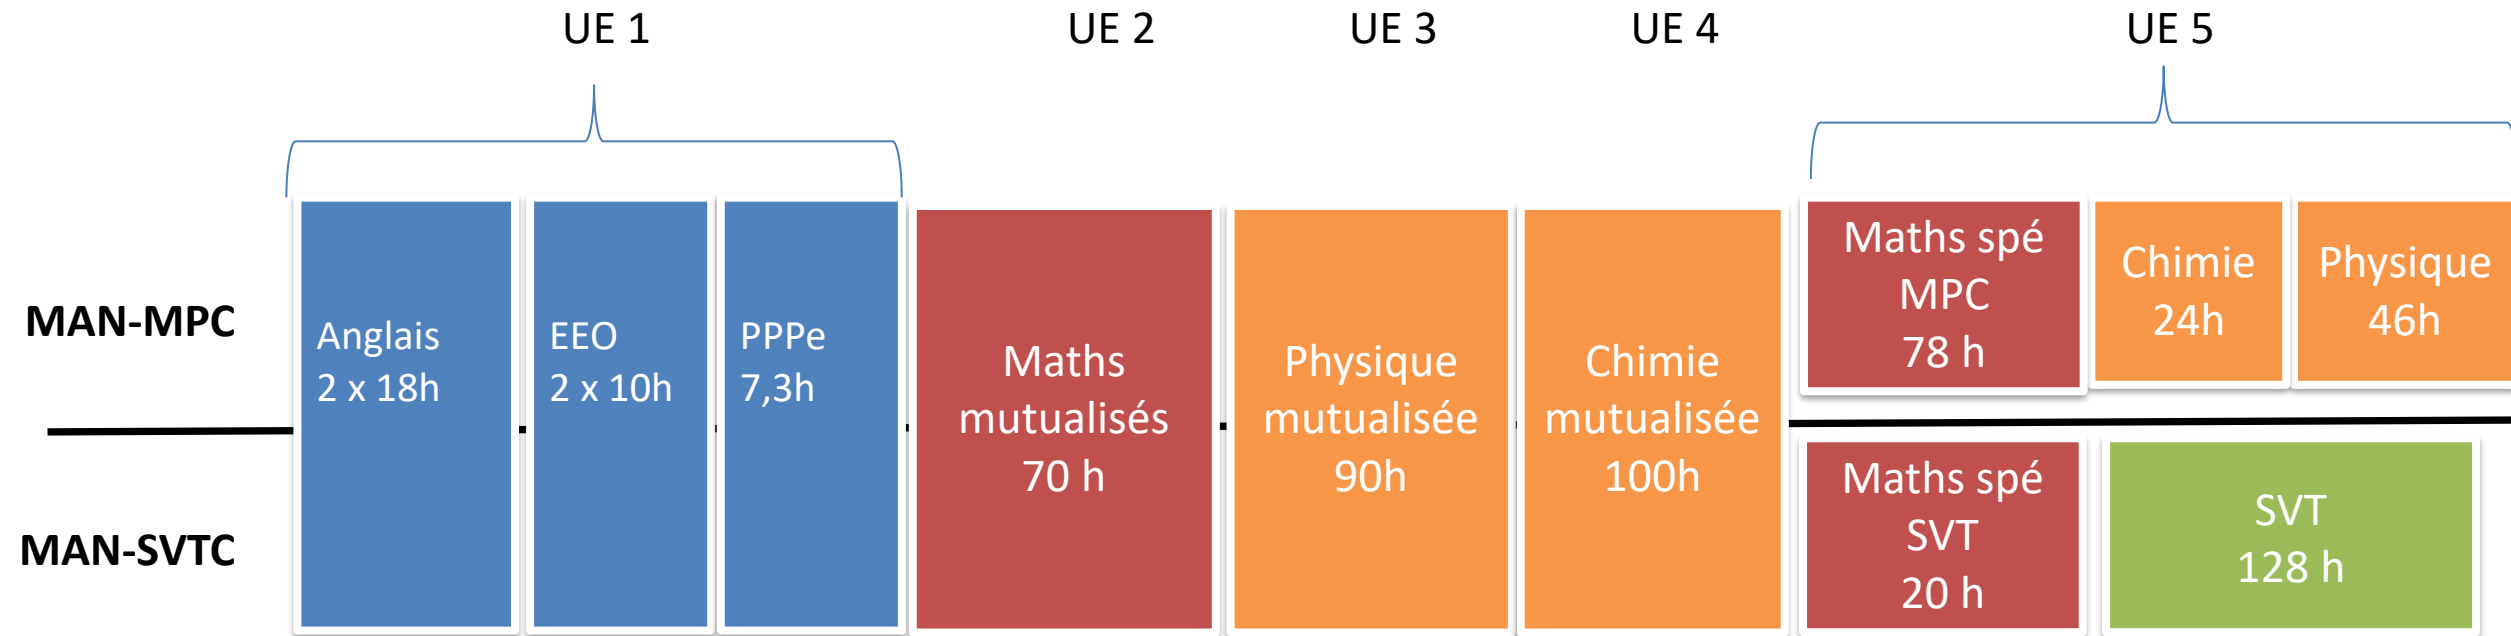 UE 1
UE 2
UE 3
UE 4
UE 5
MAN-MPC
Anglais
2 x 18h
EEO
2 x 10h
PPPe
7,3h
Maths
mutualisés
70 h
Physique
mutualisée
90h
Chimie
mutualisée
100h
Maths spé
MPC
78 h
Chimie
24h
Physique
46h
MAN-SVTC
Maths spé
SVT
20 h
SVT
128 h